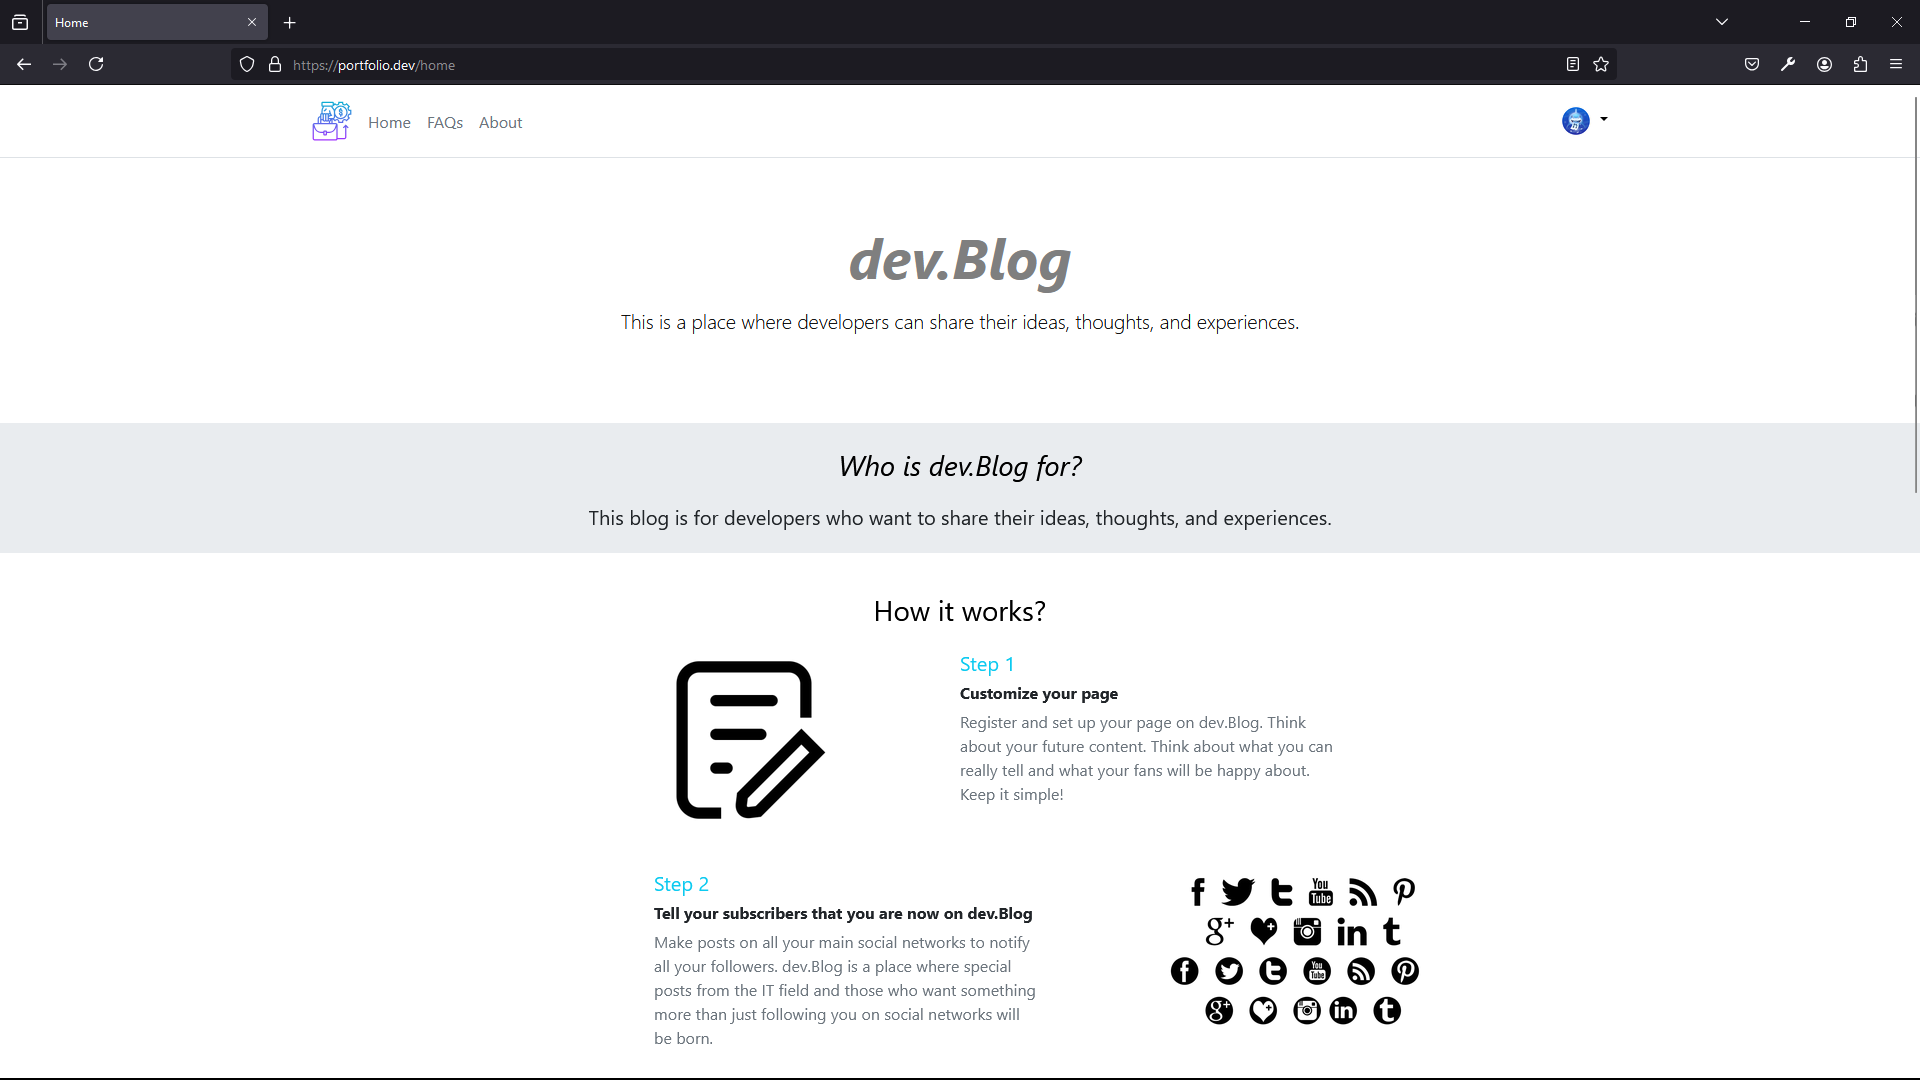 Home
https://portfolio.dev/home
Home FAQs About
dev.Blog
This is a place where developers can share their ideas, thoughts, and experiences.
Who is dev.Blog for?
This blog is for developers who want to share their ideas, thoughts, and experiences.
How it works?
Step 1
Customize your page
Register and set up your page on dev.Blog. Think
about your future content. Think about what you can
really tell and what your fans will be happy about.
Keep it simple!
Step 2
Tell your subscribers that you are now on dev.Blog
Make posts on all your main social networks to notify
all your followers. dev.Blog is a place where special
posts from the IT field and those who want something
more than just following you on social networks will
be born.
You
Tube
g+
in
t
You
Tube
g+
in
t